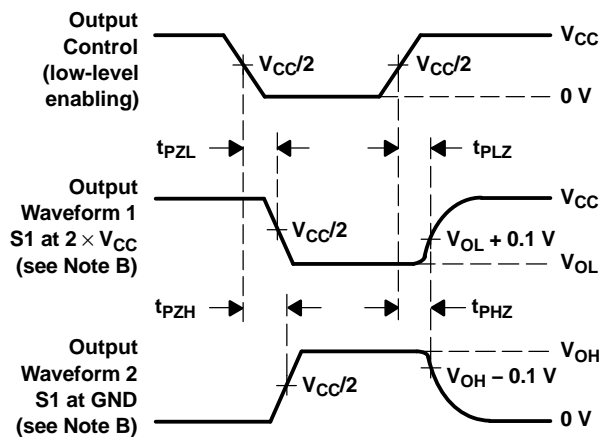 Output
Control
(low-level
enabling)
VCC/2
VCC/2
VCC
0 V
tPZL
tPLZ
Output
Waveform 1
S1 at 2 × VCC
(see Note B)
VCC/2
VCC
VOL + 0.1 V
VOL
tPZH
tPHZ
Output
Waveform 2
S1 at GND
(see Note B)
VCC/2
VOH
VOH − 0.1 V
0 V